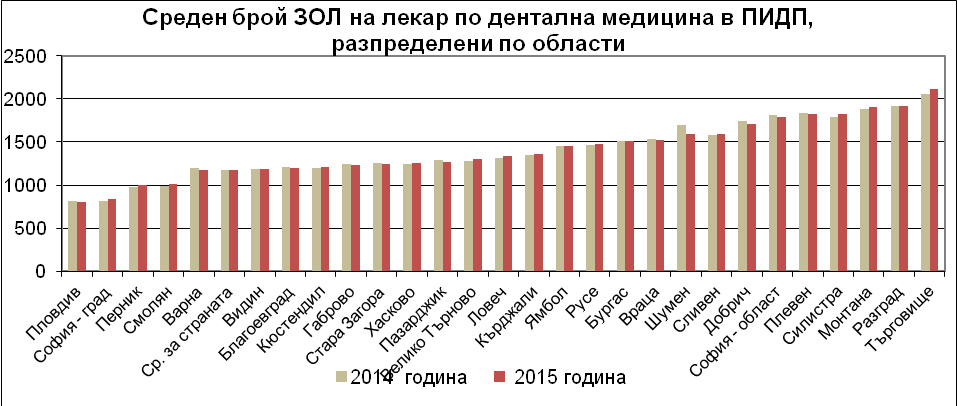 Среден брой ЗОЛ на лекар по дентална медицина в ПИДП,
разпределени по области
2500
2000
1500
1000
500
0
Пловдив
София - град
Перник
Смолян
Варна
Ср. за страната
Видин
Благоевград
Кюстендил
Габрово
Стара Загора
Хасково
Пазарджик
Велико Търново
Ловеч
Кърджали
Ямбол
Русе
Бургас
Враца
Шумен
Сливен
Добрич
София - област
Плевен
Силистра
Монтана
Разград
Търговище
2014 година
2015 година